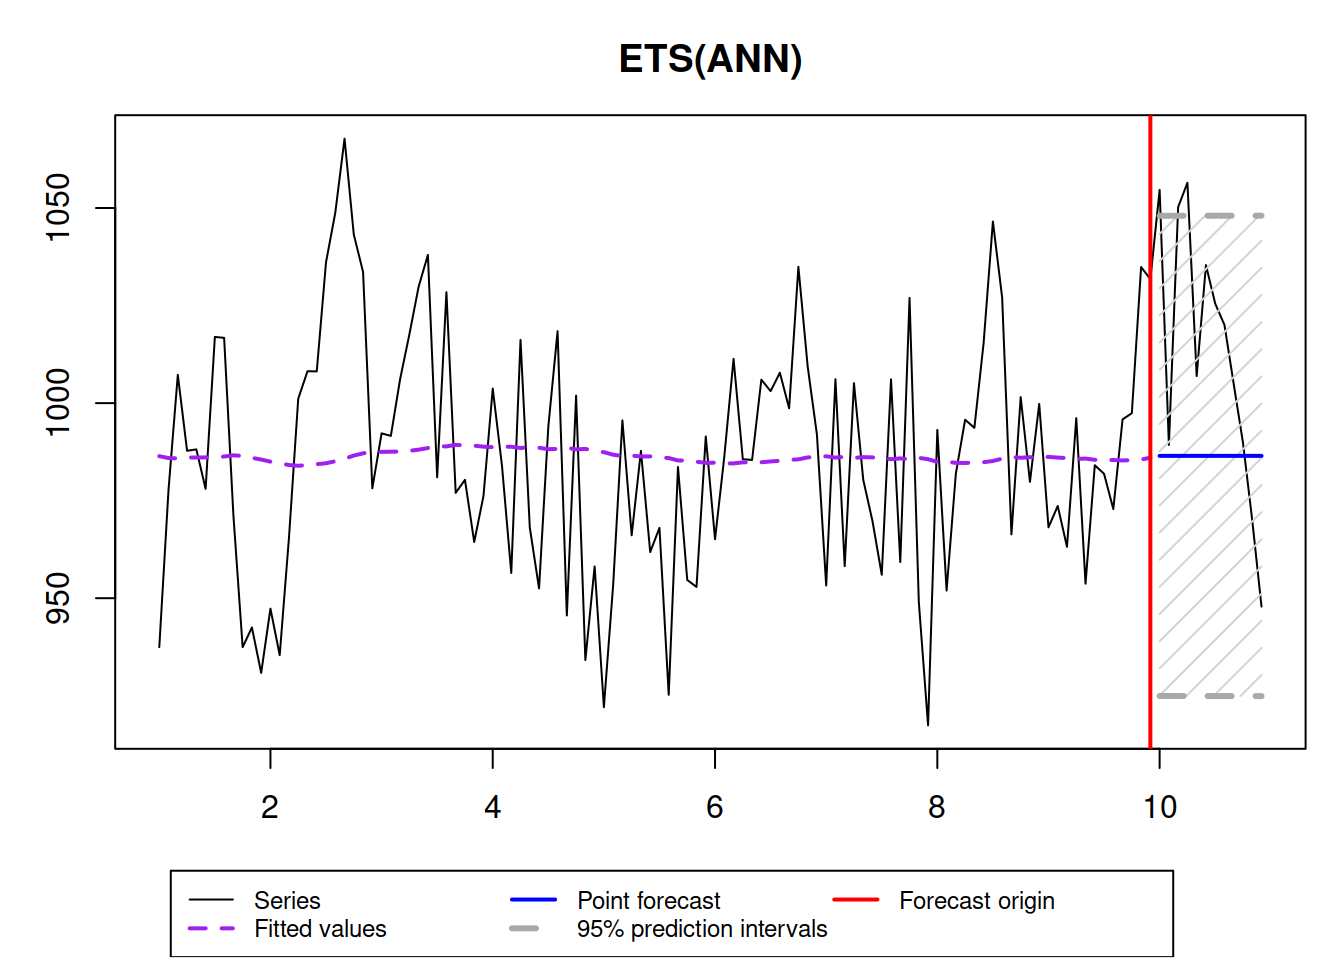 ETS(ANN)
1050
1000
950
2 4 6 8 10
Series Point forecast Forecast origin
Fitted values 95% prediction intervals